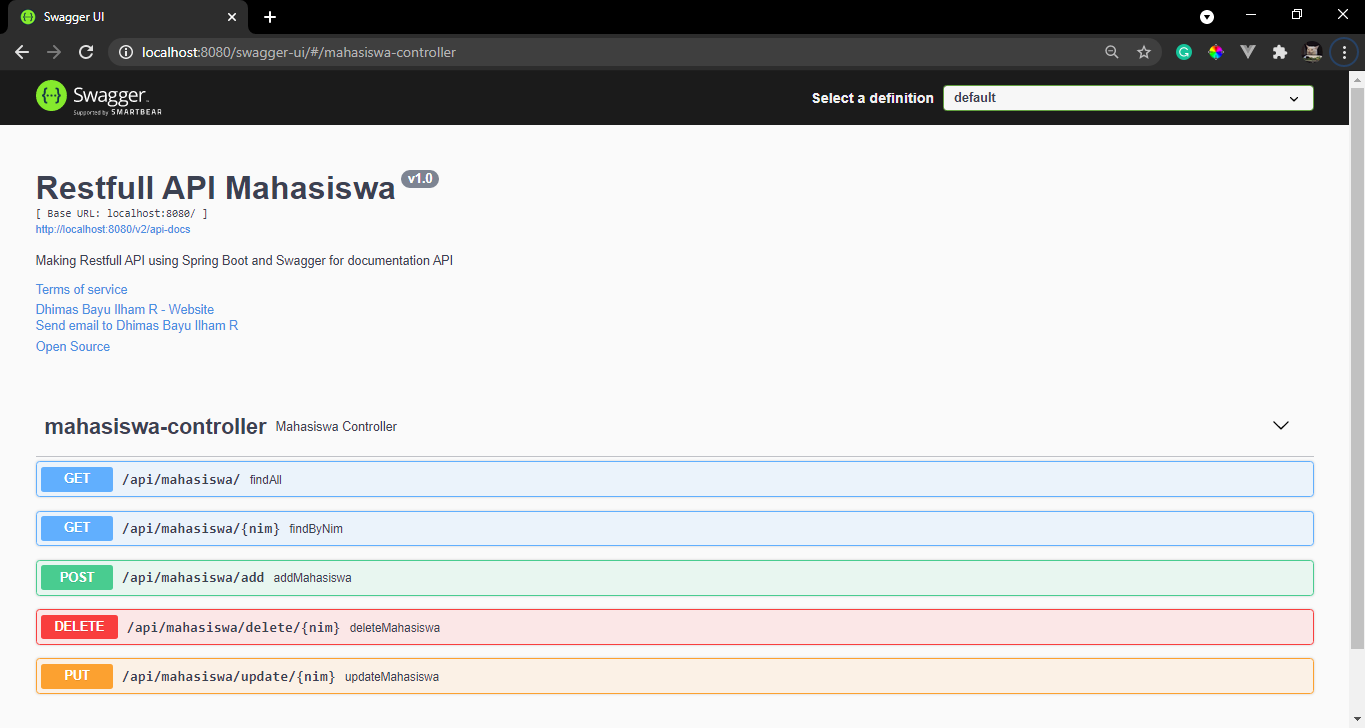 Swagger UI
localhost:8080/swagger-ui/#/mahasiswa-controller
Swagger
Supported by SMARTBEAR
Select a definition default
Restfull API Mahasiswa v1.0
[ Base URL: localhost:8080/ ]
http://localhost:8080/v2/api-docs
Making Restfull API using Spring Boot and Swagger for documentation API
Terms of service
Dhimas Bayu Ilham R - Website
Send email to Dhimas Bayu Ilham R
Open Source
mahasiswa-controller Mahasiswa Controller
GET /api/mahasiswa/ findAll
GET /api/mahasiswa/{nim} findByNim
POST /api/mahasiswa/add addMahasiswa
DELETE /api/mahasiswa/delete/{nim} deleteMahasiswa
PUT /api/mahasiswa/update/{nim} updateMahasiswa